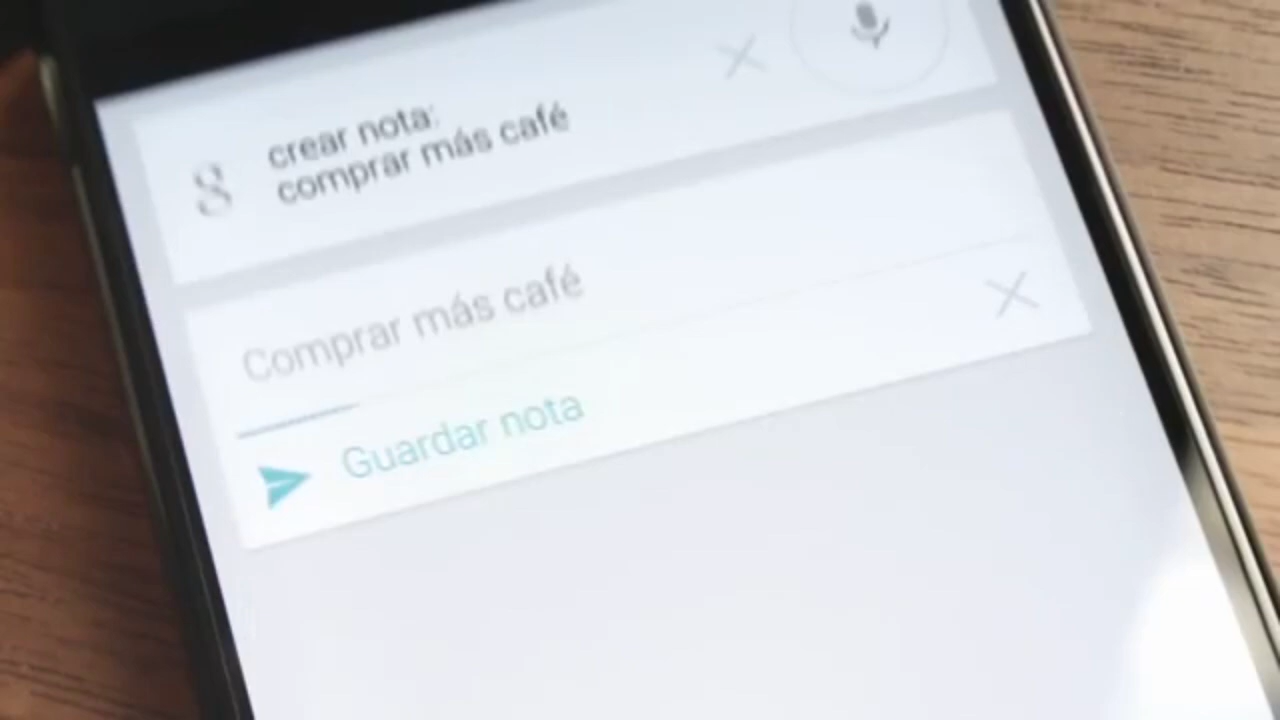 g
crear nota:
comprar más café
Comprar más café
Guardar nota